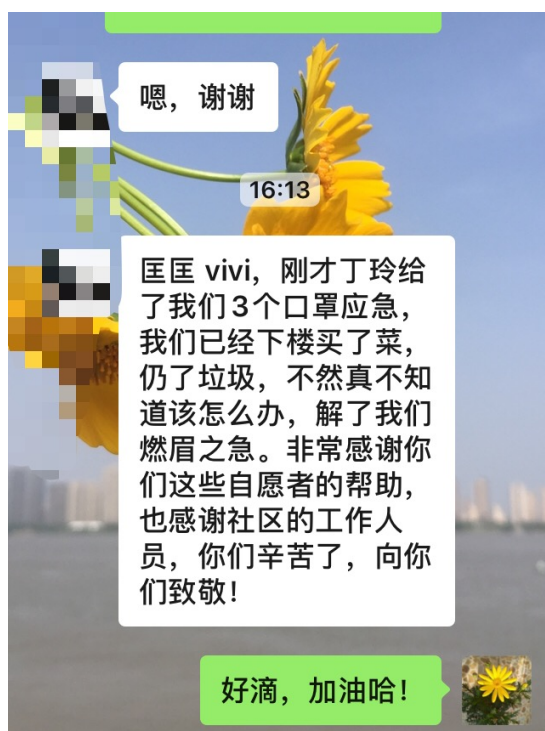 嗯，谢谢
16:13
匡匡 vivi，刚才丁玲给
了我们3个口罩应急，
我们已经下楼买了菜，
仍了垃圾，不然真不知
道该怎么办，解了我们
燃眉之急。非常感谢你
们这些自愿者的帮助，
也感谢社区的工作人
员，你们辛苦了，向你
们致敬！
好滴，加油哈！